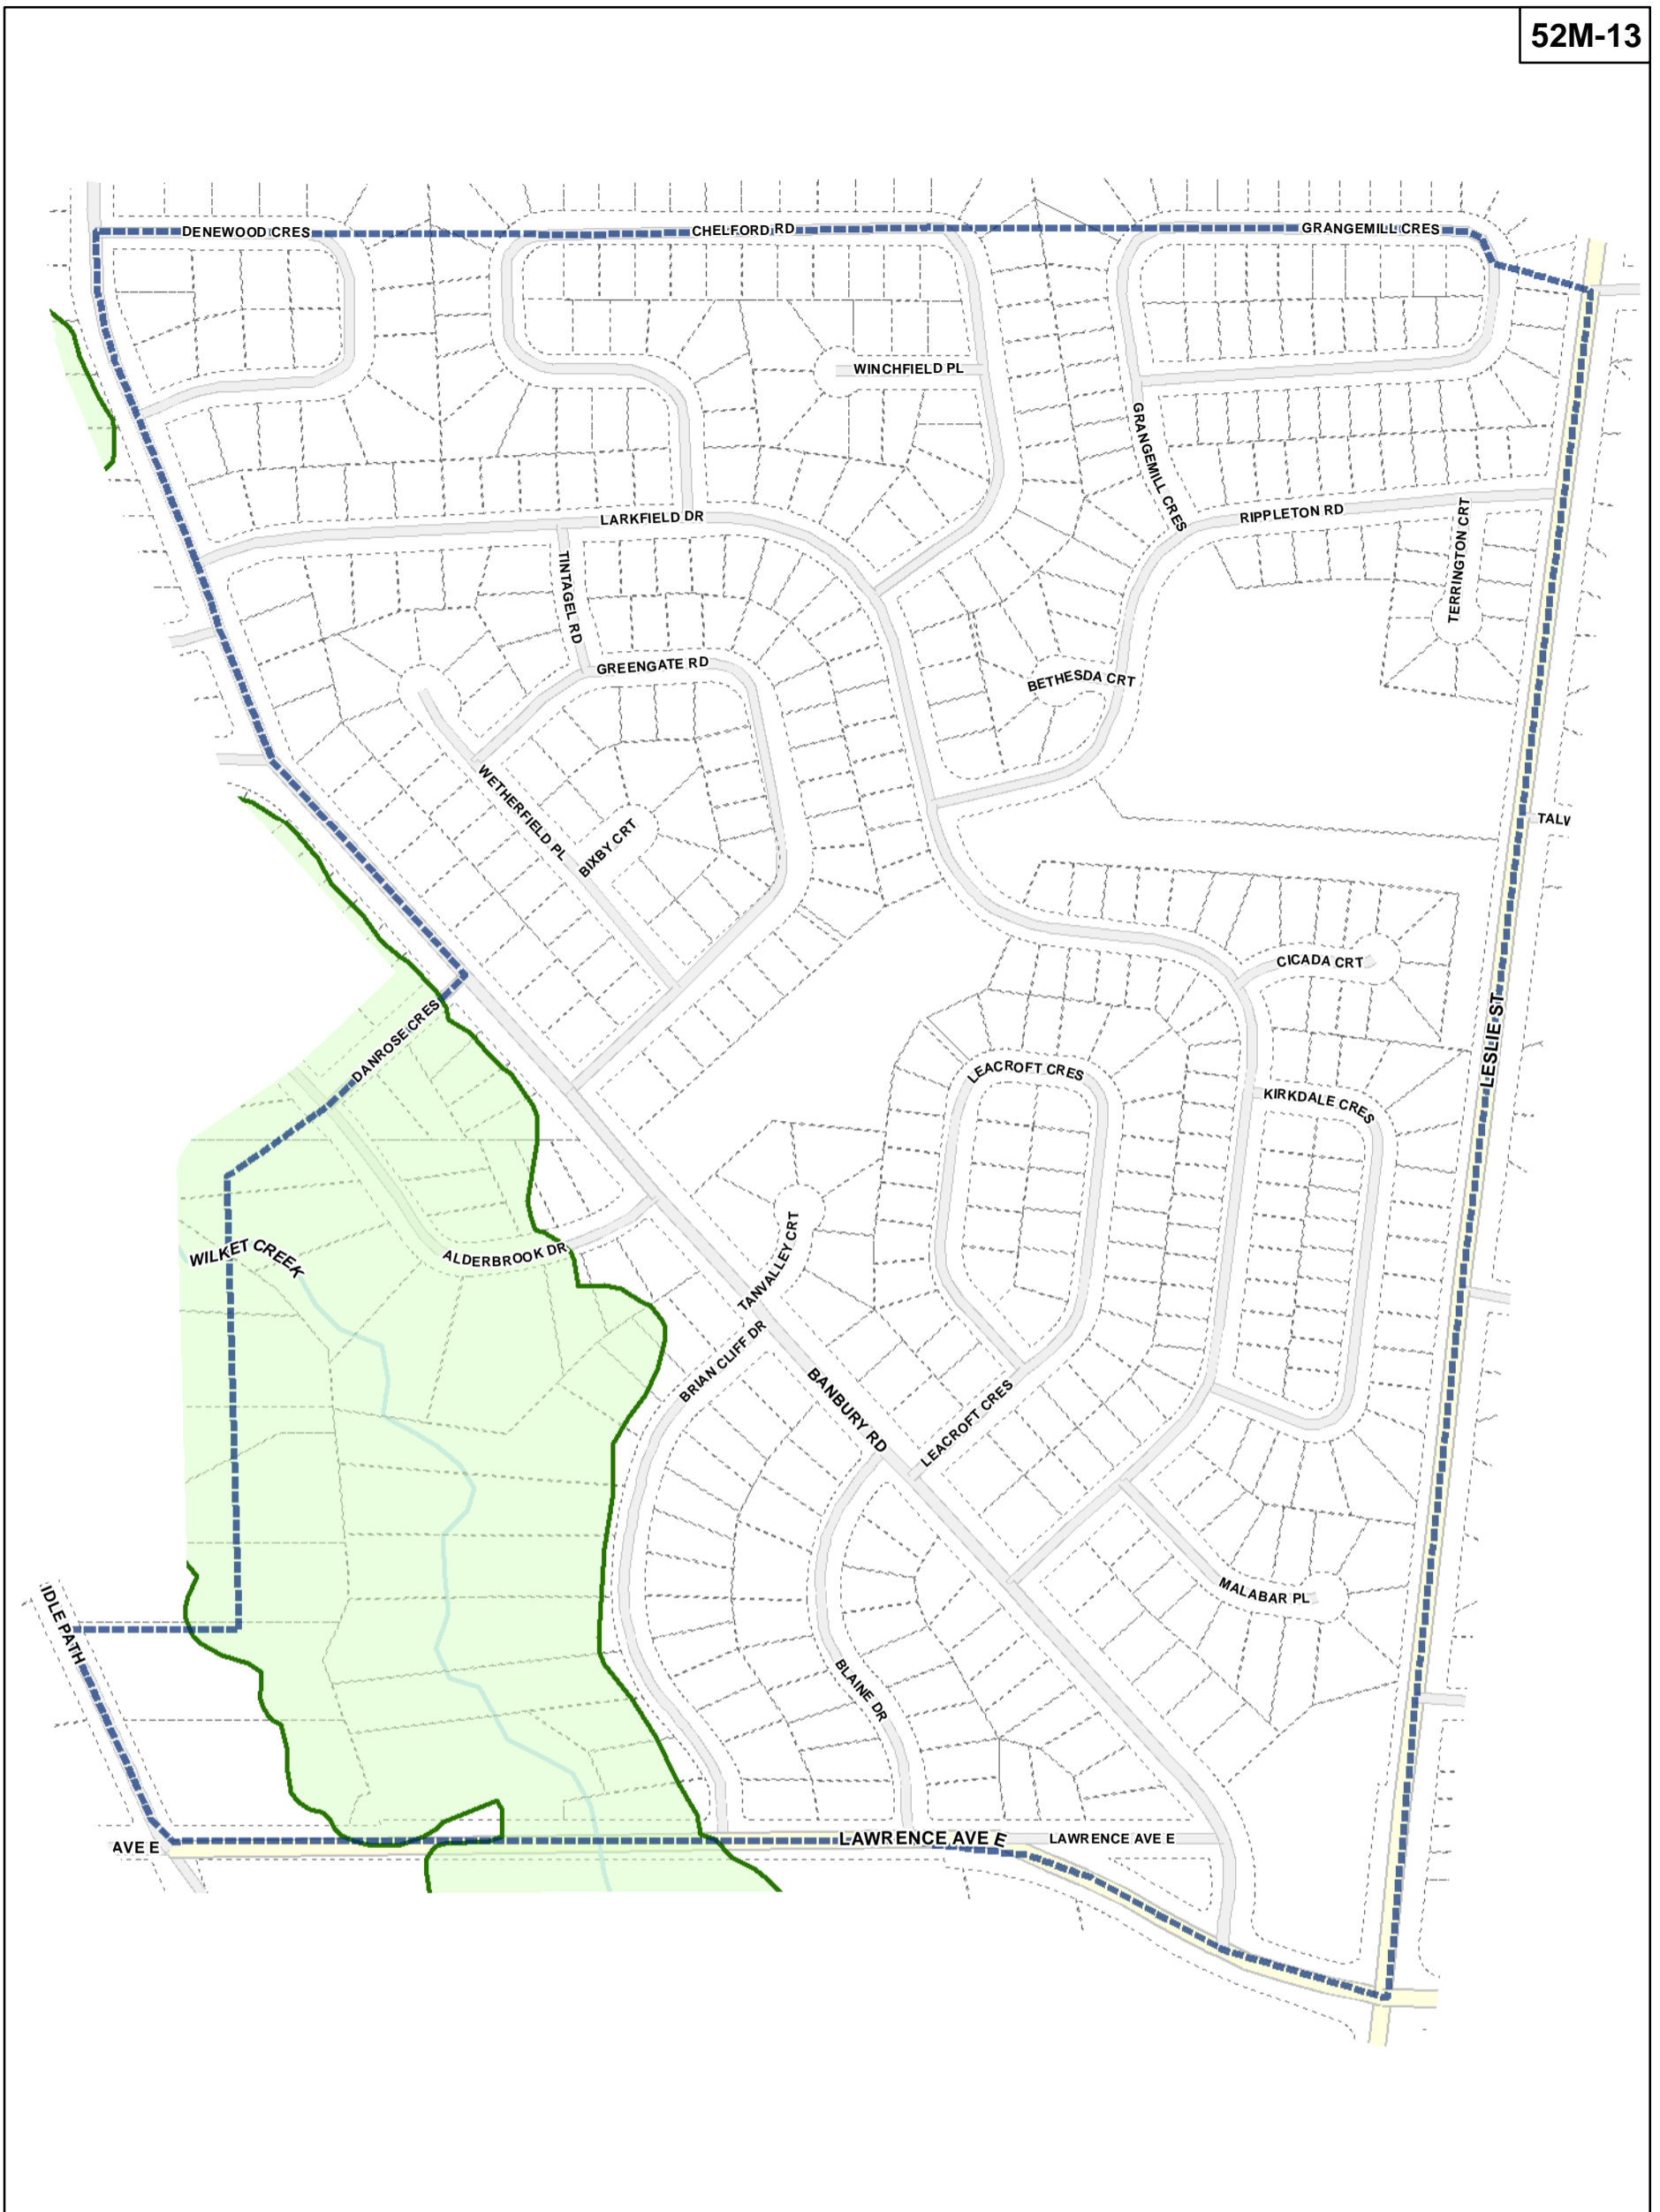 52M-13
DENEWOOD CRES
CHELFORD RD
GRANGEMILL CRES
WINCHFIELD PL
GRANGEMILL CRES
LARKFIELD DR
RIPPLETON RD
TERRINGTON CRT
TINTAGEL RD
GREENGATE RD
BETHESDA CRT
WETHERFIELD PL
BIXBY CRT
TALW
CICADA CRT
LESLIE ST
DANROSE CRES
LEACROFT CRES
KIRKDALE CRES
WILKET CREEK
ALDERBROOK DR
TANVALLEY CRT
BRIAN CLIFF DR
BANBURY RD
LEACROFT CRES
IDLE PATH
MALABAR PL
BLAINE DR
AVE E
LAWRENCE AVE E
LAWRENCE AVE E